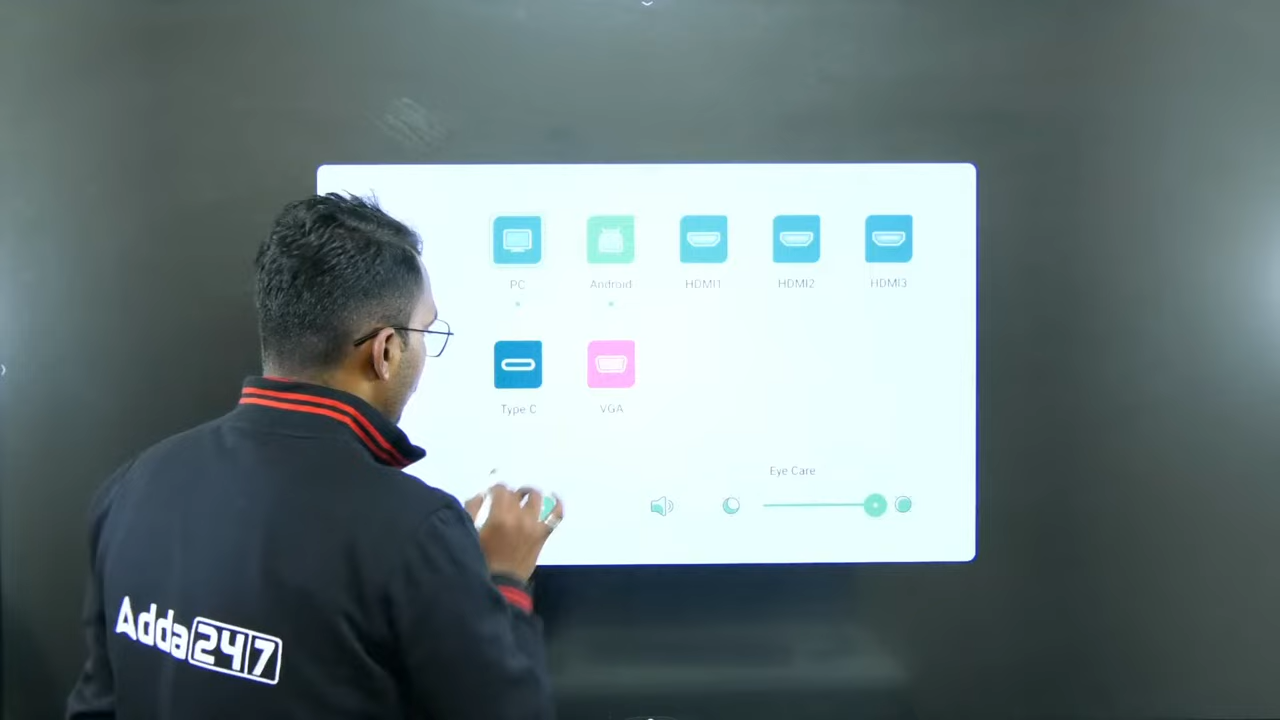 PC
Android
HDMI1
HDMI2
HDMI3
Type C
VGA
Eye Care
Adda247